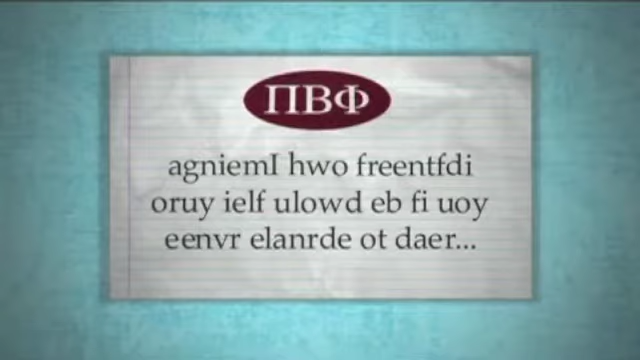 ΠΒΦ
agniemI hwo freentfdi
oruy ielf ulowd eb fi uoy
eenvr elanrde ot daer...